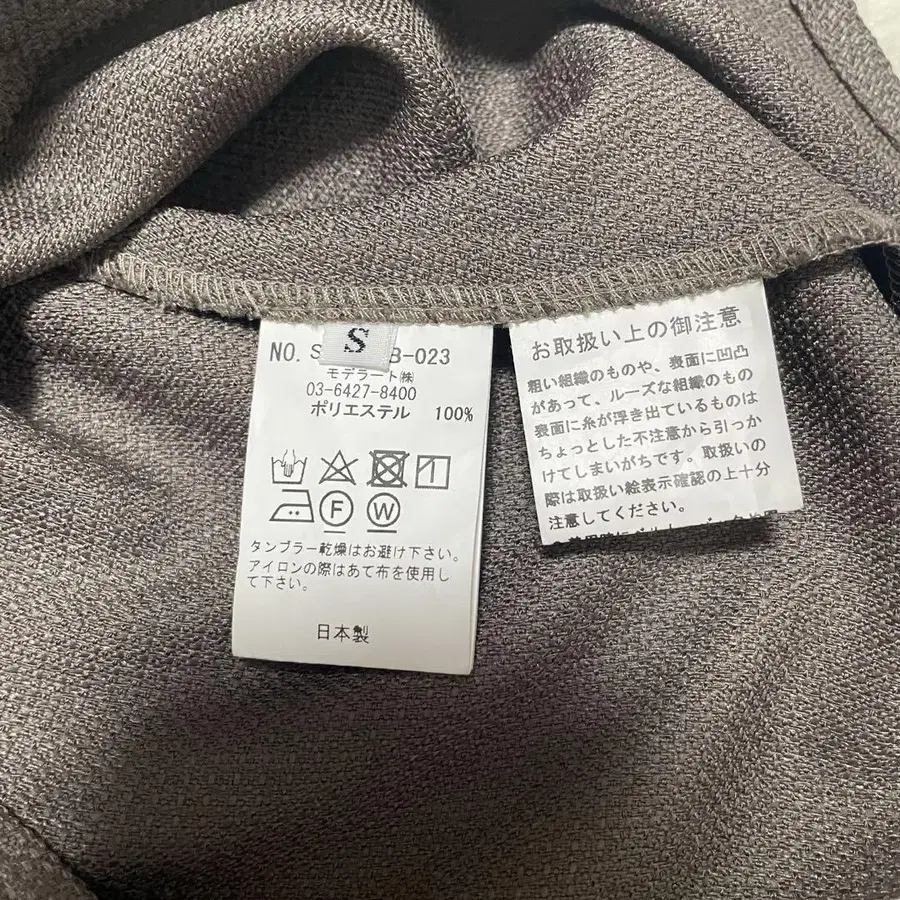 S
NO. S B-023
モデラート㈱
03-6427-8400
ポリエステル 100%
F W
タンブラー乾燥はお避け下さい。
アイロンの際はあて布を使用し
て下さい。
日本製
お取扱い上の御注意
粗い組織のものや、表面に凹凸
があって、ルーズな組織のもの
表面に糸が浮き出ているものは
ちょっとした不注意から引っか
けてしまいがちです。取扱いの
際は取扱い絵表示確認の上十分
注意してください。